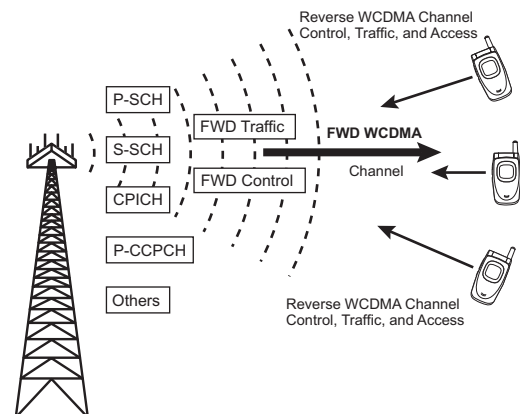 Reverse WCDMA Channel
Control, Traffic, and Access
P-SCH
FWD Traffic
S-SCH
FWD WCDMA
Channel
FWD Control
CPICH
P-CCPCH
Others
Reverse WCDMA Channel
Control, Traffic, and Access